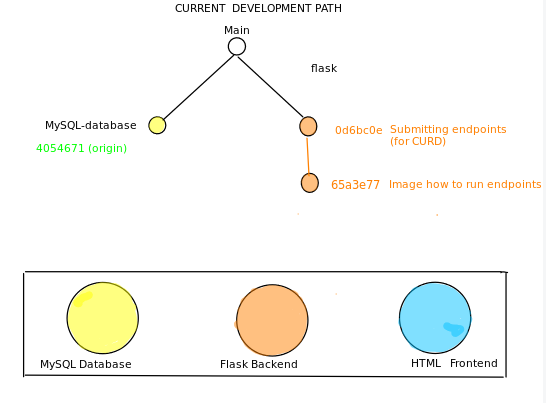 CURRENT DEVELOPMENT PATH
Main
flask
MySQL-database
4054671 (origin)
0d6bc0e Submitting endpoints
(for CURD)
65a3e77 Image how to run endpoints
MySQL Database
Flask Backend
HTML Frontend